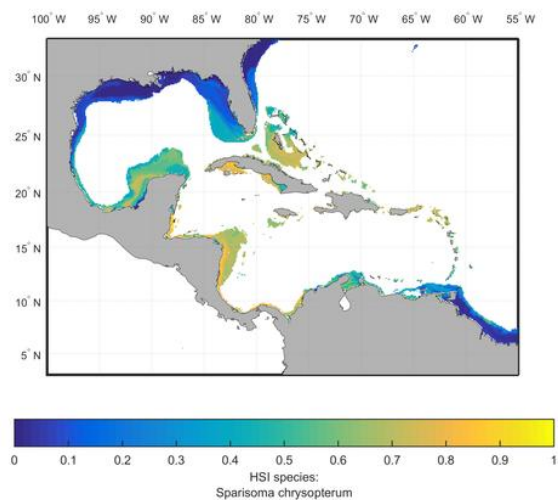 100° W 95° W 90° W 85° W 80° W 75° W 70° W 65° W 60° W 55° W
30° N
25° N
20° N
15° N
10° N
5° N
0 0.1 0.2 0.3 0.4 0.5 0.6 0.7 0.8 0.9 1
HSI species:
Sparisoma chrysopterum